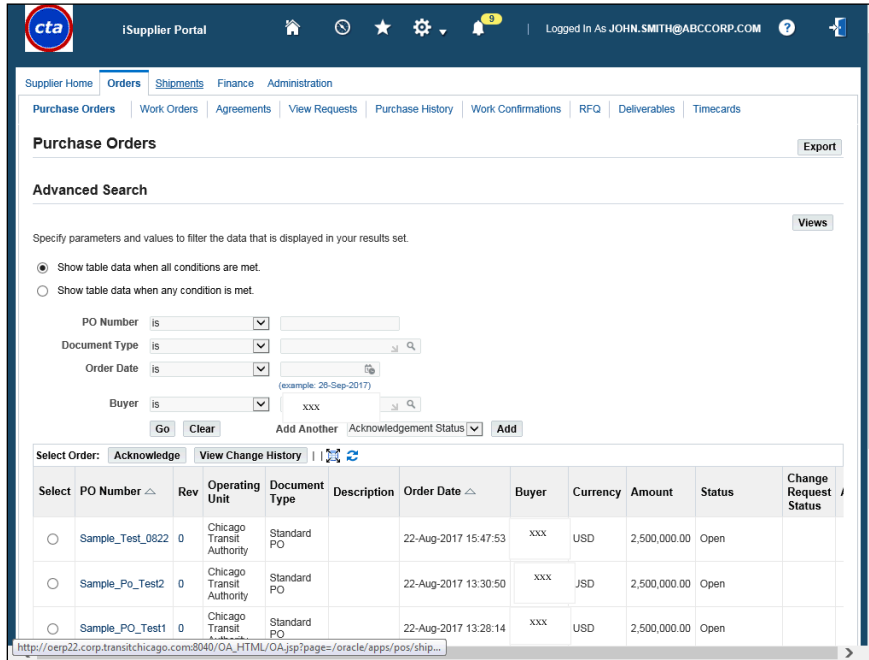 cta iSupplier Portal 9 | Logged In As JOHN.SMITH@ABCCORP.COM ?
Supplier Home Orders Shipments Finance Administration
Purchase Orders | Work Orders | Agreements | View Requests | Purchase History | Work Confirmations | RFQ | Deliverables | Timecards
Purchase Orders
Export
Advanced Search
Views
Specify parameters and values to filter the data that is displayed in your results set.
Show table data when all conditions are met.
Show table data when any condition is met.
PO Number is
Document Type is
Order Date is
(example: 26-Sep-2017)
Buyer is xxx
Go Clear Add Another Acknowledgement Status Add
Select Order: Acknowledge View Change History | |
Select PO Number Rev Operating Unit Document Type Description Order Date Buyer Currency Amount Status Change Request Status
Sample_Test_0822 0 Chicago Transit Authority Standard PO 22-Aug-2017 15:47:53 xxx USD 2,500,000.00 Open
Sample_Po_Test2 0 Chicago Transit Authority Standard PO 22-Aug-2017 13:30:50 xxx USD 2,500,000.00 Open
Sample_PO_Test1 0 Chicago Transit Authority Standard PO 22-Aug-2017 13:28:14 xxx USD 2,500,000.00 Open
http://oerp22.corp.transitchicago.com:8040/OA_HTML/OA.jsp?page=/oracle/apps/pos/ship...